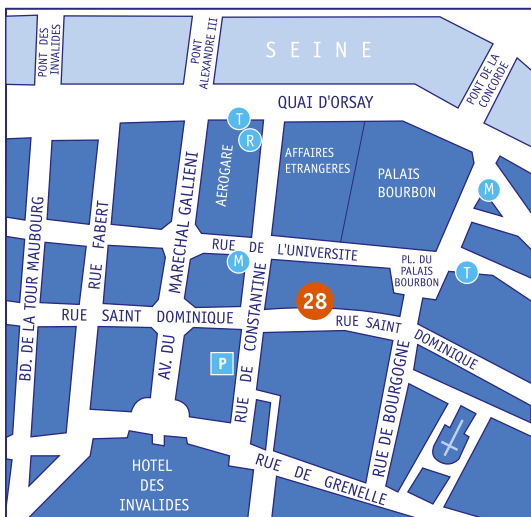 PONT DES
INVALIDES
PONT
ALEXANDRE III
SEINE
PONT DE LA
CONCORDE
QUAI D'ORSAY
T
R
AEROGARE
AFFAIRES
ETRANGERES
PALAIS
BOURBON
M
BD. DE LA TOUR MAUBOURG
RUE FABERT
AV. DU MARECHAL GALLIENI
RUE DE L'UNIVERSITE
M
PL. DU
PALAIS
BOURBON
T
RUE DE CONSTANTINE
28
RUE SAINT DOMINIQUE
RUE SAINT DOMINIQUE
P
RUE DE BOURGOGNE
RUE DE GRENELLE
HOTEL
DES
INVALIDES